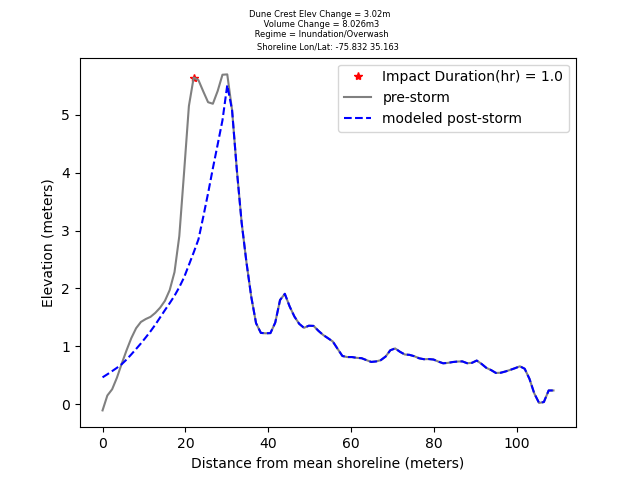 Dune Crest Elev Change = 3.02m
Volume Change = 8.026m3
Regime = Inundation/Overwash
Shoreline Lon/Lat: -75.832 35.163
Impact Duration(hr) = 1.0
pre-storm
modeled post-storm
Elevation (meters)
5
4
3
2
1
0
0 20 40 60 80 100
Distance from mean shoreline (meters)